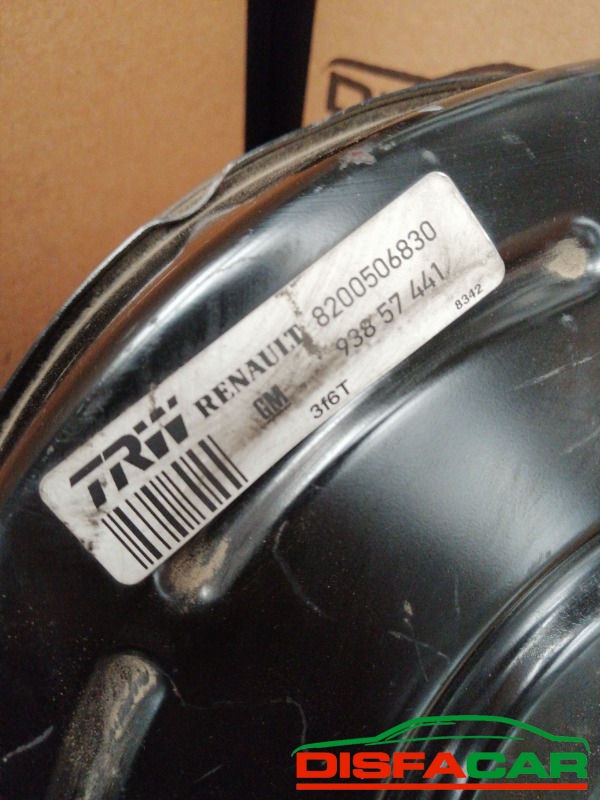 TRW RENAULT 8200506830
GM 938 57 441
3f6T 8342
DISFACAR